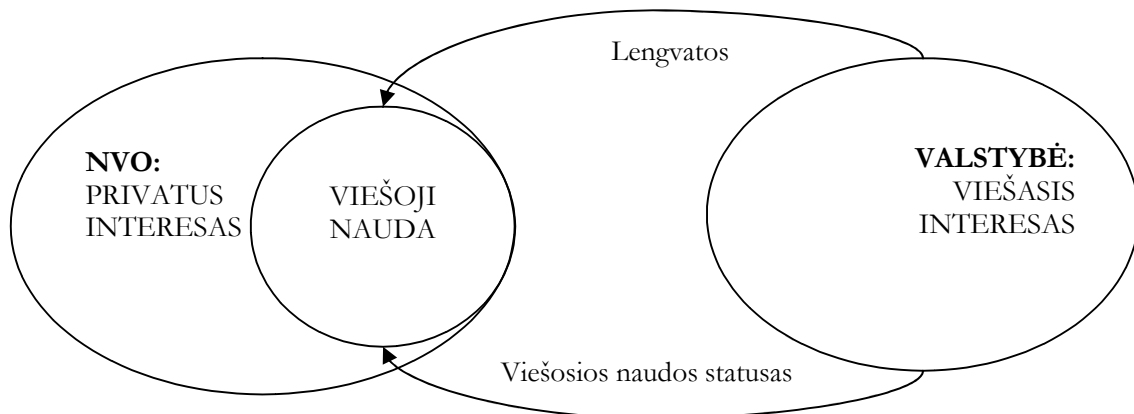 Lengvatos
NVO:
PRIVATUS
INTERESAS
VIEŠOJI
NAUDA
VALSTYBĖ:
VIEŠASIS
INTERESAS
Viešosios naudos statusas